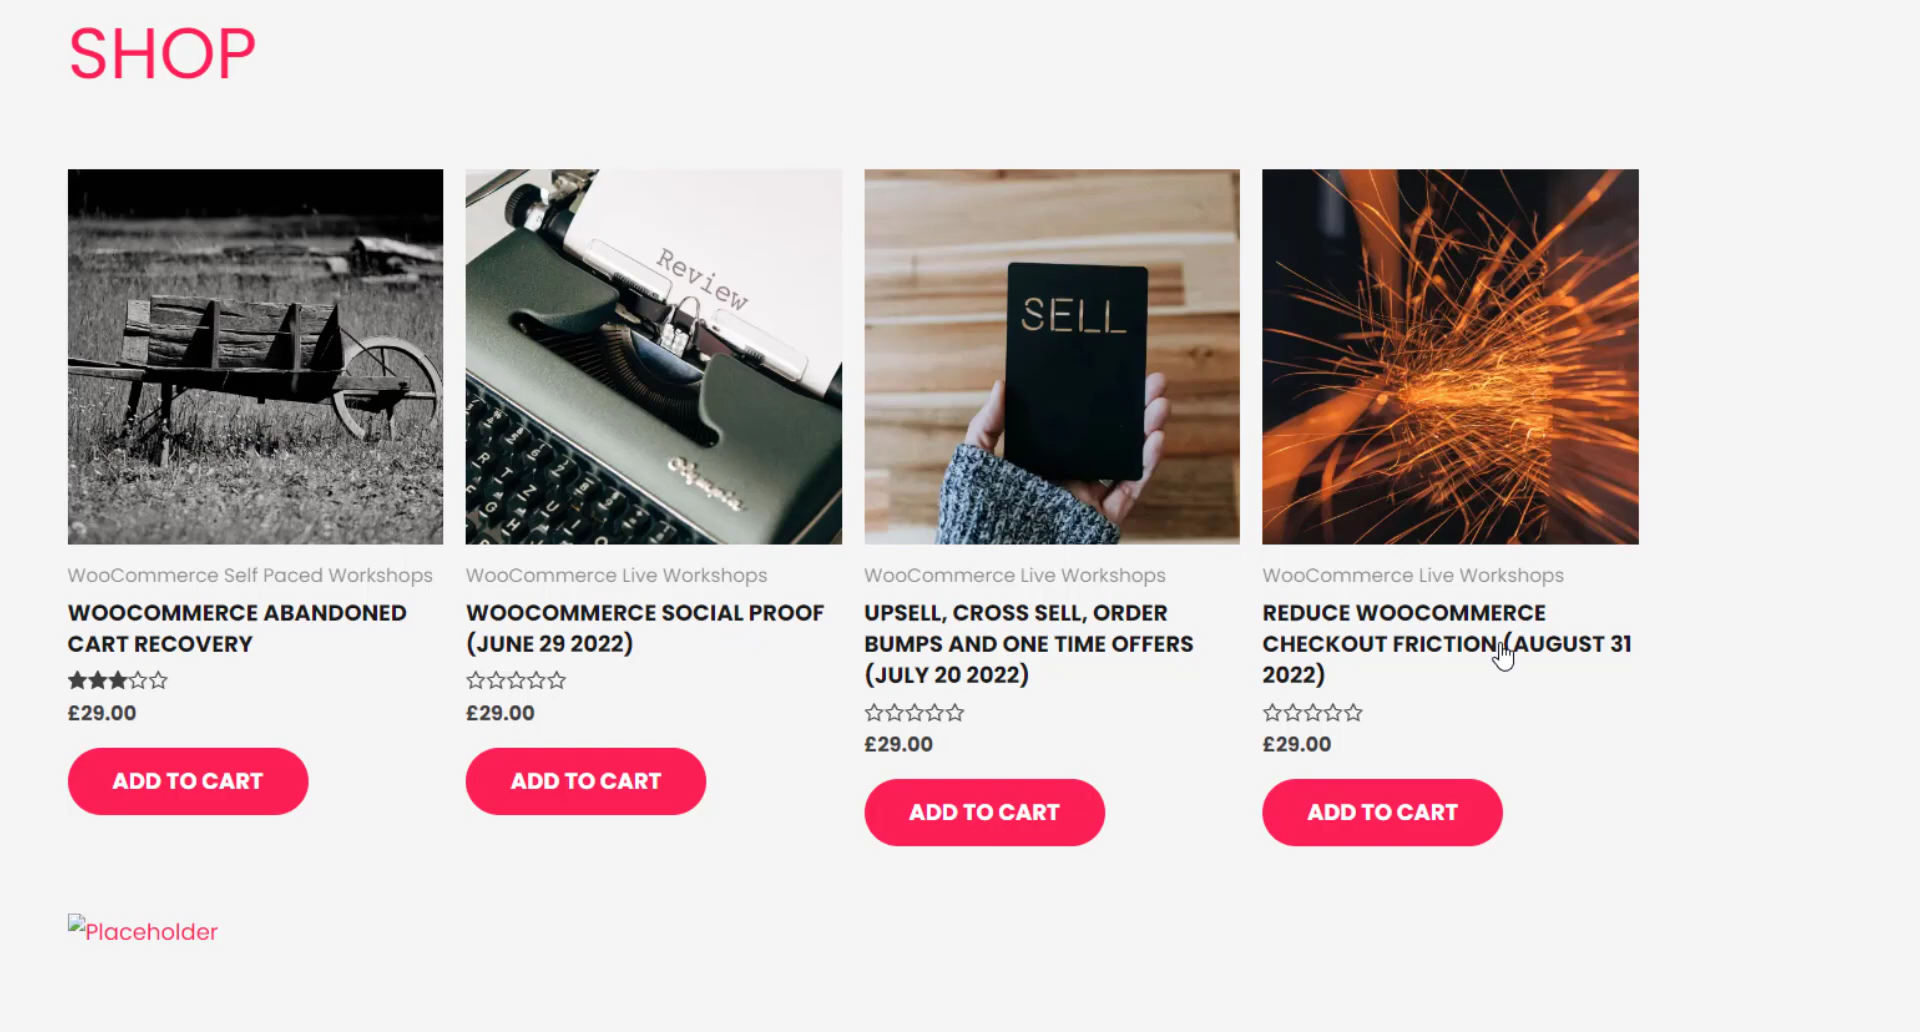 SHOP
Review
Olympia
SELL
WooCommerce Self Paced Workshops
WOOCOMMERCE ABANDONED
CART RECOVERY
£29.00
ADD TO CART
WooCommerce Live Workshops
WOOCOMMERCE SOCIAL PROOF
(JUNE 29 2022)
£29.00
ADD TO CART
WooCommerce Live Workshops
UPSELL, CROSS SELL, ORDER
BUMPS AND ONE TIME OFFERS
(JULY 20 2022)
£29.00
ADD TO CART
WooCommerce Live Workshops
REDUCE WOOCOMMERCE
CHECKOUT FRICTION (AUGUST 31
2022)
£29.00
ADD TO CART
Placeholder